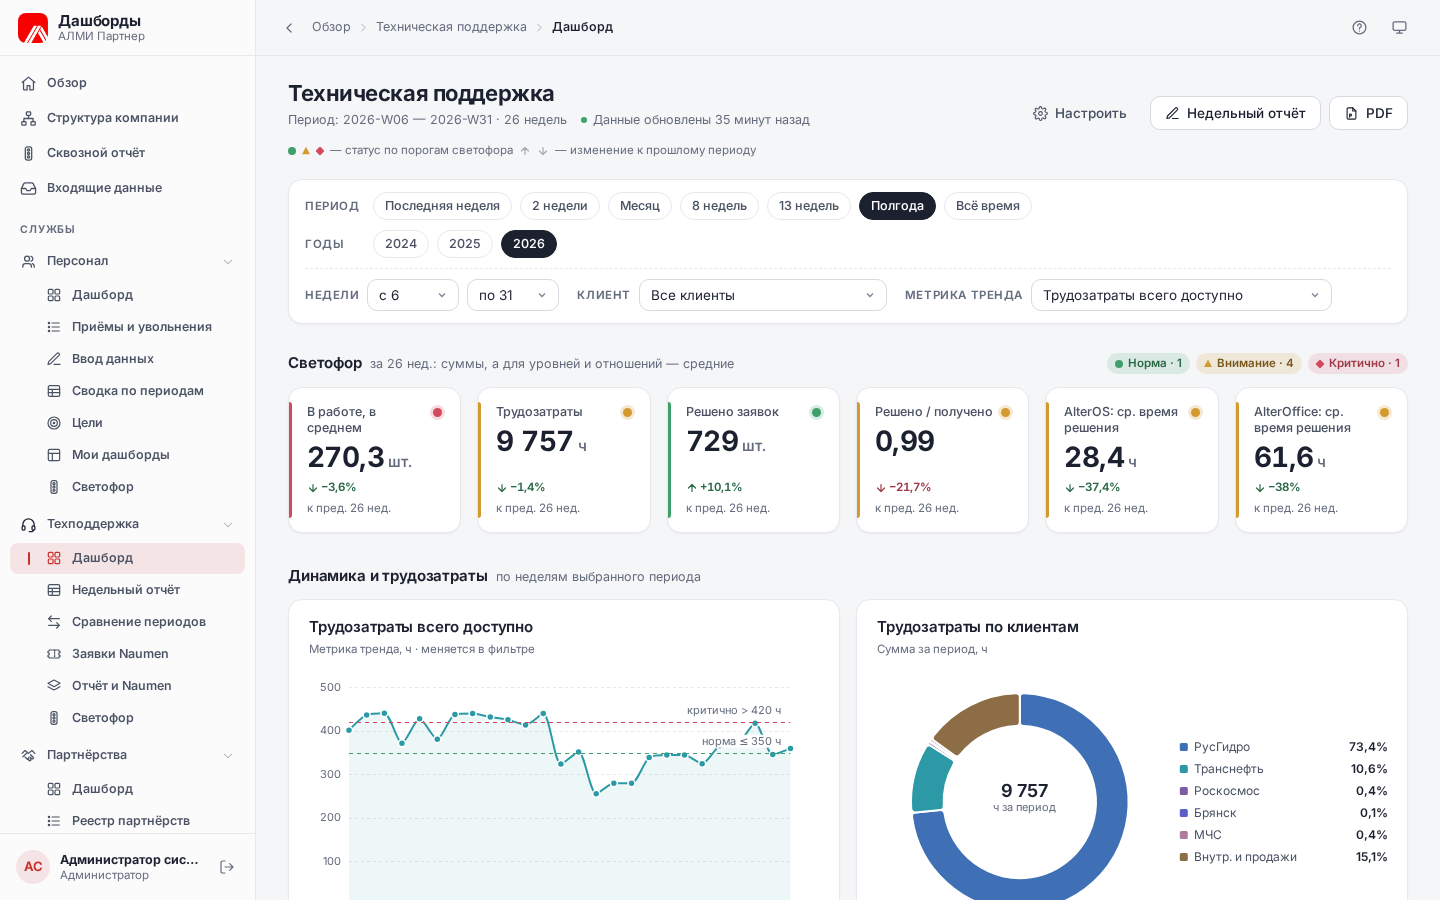 Дашборды
АЛМИ Партнер
Обзор
Структура компании
Сквозной отчёт
Входящие данные
СЛУЖБЫ
Персонал
Дашборд
Приёмы и увольнения
Ввод данных
Сводка по периодам
Цели
Мои дашборды
Светофор
Техподдержка
Дашборд
Недельный отчёт
Сравнение периодов
Заявки Naumen
Отчёт и Naumen
Светофор
Партнёрства
Дашборд
Реестр партнёрств
АС
Администратор сис...
Администратор
Обзор
Техническая поддержка
Дашборд
Техническая поддержка
Период: 2026-W06 — 2026-W31 · 26 недель
Данные обновлены 35 минут назад
— статус по порогам светофора ↑ ↓ — изменение к прошлому периоду
Настроить
Недельный отчёт
PDF
ПЕРИОД
Последняя неделя
2 недели
Месяц
8 недель
13 недель
Полгода
Всё время
ГОДЫ
2024
2025
2026
НЕДЕЛИ
с 6
по 31
КЛИЕНТ
Все клиенты
МЕТРИКА ТРЕНДА
Трудозатраты всего доступно
Светофор за 26 нед.: суммы, а для уровней и отношений — средние
Норма · 1
Внимание · 4
Критично · 1
В работе, в
среднем
270,3 шт.
↓ −3,6%
к пред. 26 нед.
Трудозатраты
9 757 ч
↓ −1,4%
к пред. 26 нед.
Решено заявок
729 шт.
↑ +10,1%
к пред. 26 нед.
Решено / получено
0,99
↓ −21,7%
к пред. 26 нед.
AlterOS: ср. время
решения
28,4 ч
↓ −37,4%
к пред. 26 нед.
AlterOffice: ср.
время решения
61,6 ч
↓ −38%
к пред. 26 нед.
Динамика и трудозатраты по неделям выбранного периода
Трудозатраты всего доступно
Метрика тренда, ч · меняется в фильтре
500
400
300
200
100
критично > 420 ч
норма ≤ 350 ч
Трудозатраты по клиентам
Сумма за период, ч
9 757
ч за период
РусГидро 73,4%
Транснефть 10,6%
Роскосмос 0,4%
Брянск 0,1%
МЧС 0,4%
Внутр. и продажи 15,1%